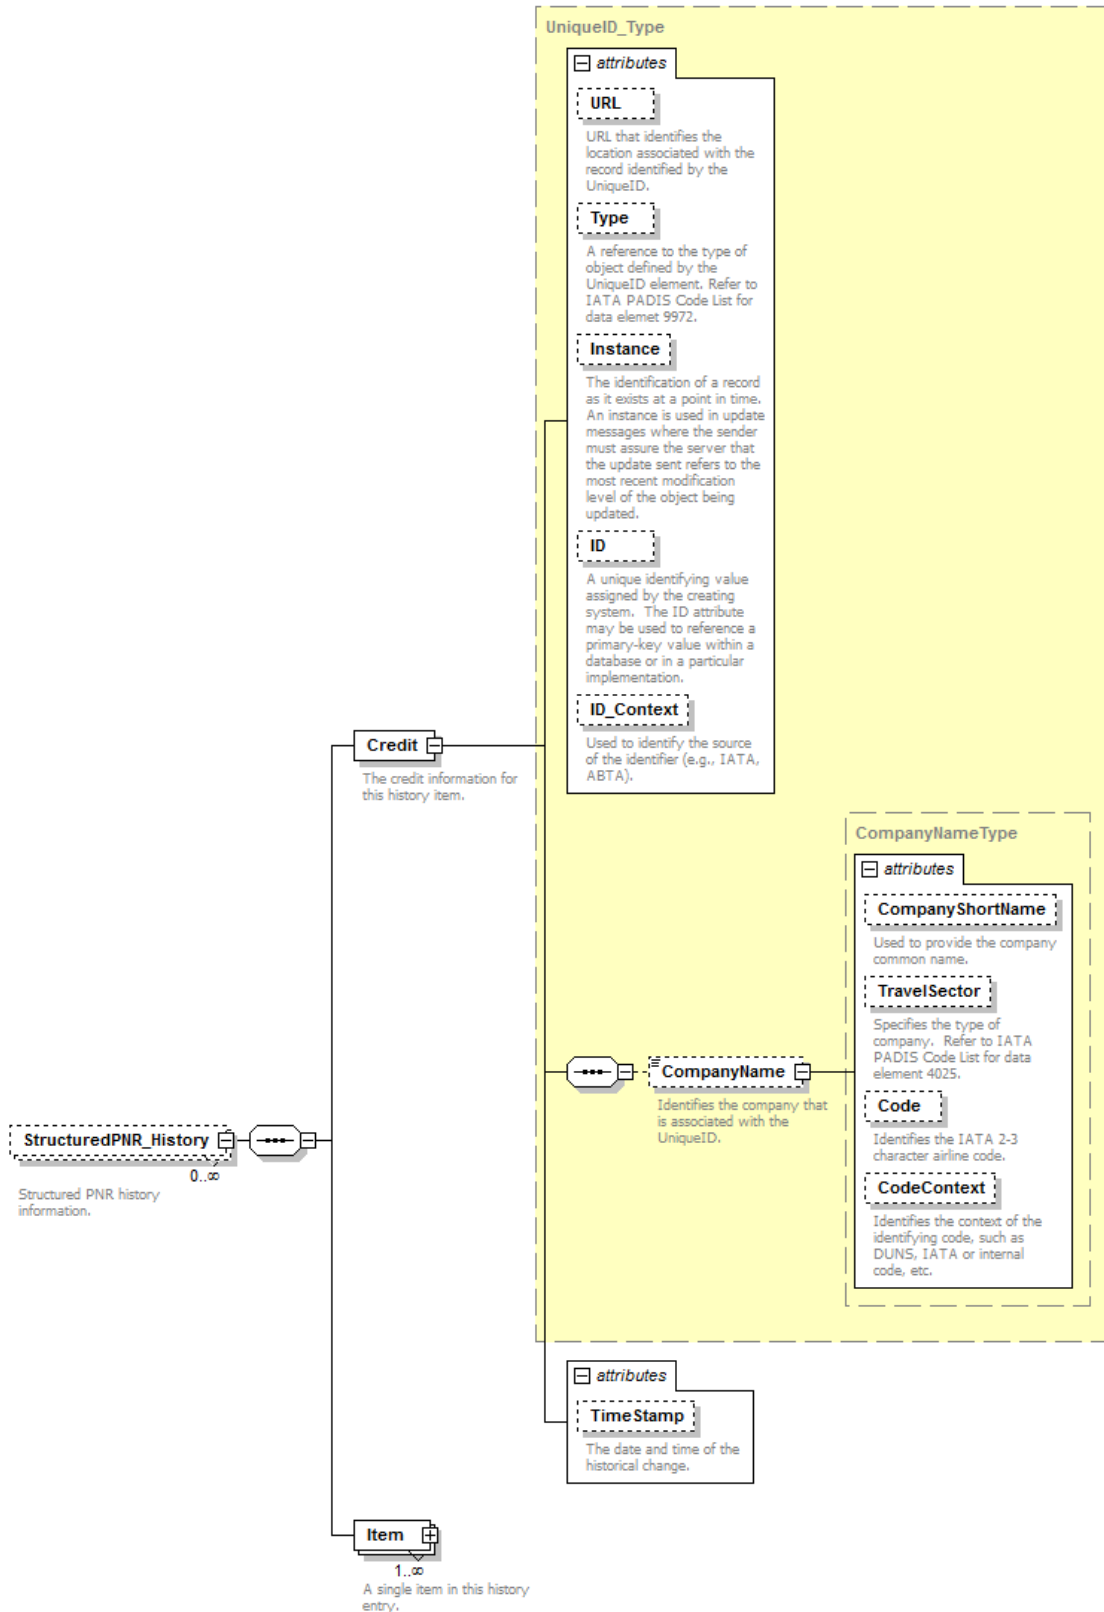 UniqueID_Type
attributes
URL
URL that identifies the
location associated with the
record identified by the
UniqueID.
Type
A reference to the type of
object defined by the
UniqueID element. Refer to
IATA PADIS Code List for
data elemet 9972.
Instance
The identification of a record
as it exists at a point in time.
An instance is used in update
messages where the sender
must assure the server that
the update sent refers to the
most recent modification
level of the object being
updated.
ID
A unique identifying value
assigned by the creating
system.  The ID attribute
may be used to reference a
primary-key value within a
database or in a particular
implementation.
ID_Context
Used to identify the source
of the identifier (e.g., IATA,
ABTA).
Credit
The credit information for
this history item.
CompanyNameType
attributes
CompanyShortName
Used to provide the company
common name.
TravelSector
Specifies the type of
company.  Refer to IATA
PADIS Code List for data
element 4025.
Code
Identifies the IATA 2-3
character airline code.
CodeContext
Identifies the context of the
identifying code, such as
DUNS, IATA or internal
code, etc.
CompanyName
Identifies the company that
is associated with the
UniqueID.
StructuredPNR_History
0..∞
Structured PNR history
information.
attributes
TimeStamp
The date and time of the
historical change.
Item
1..∞
A single item in this history
entry.